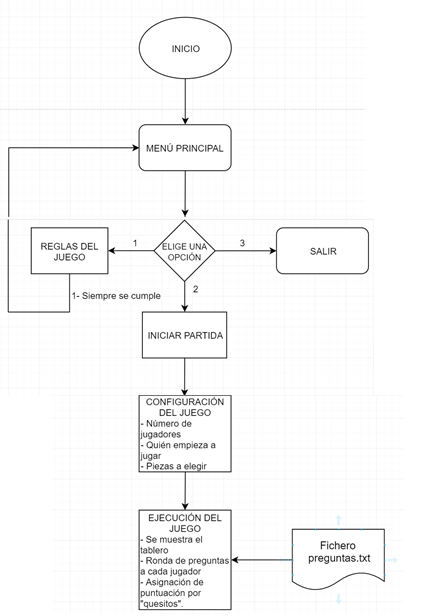 INICIO
MENÚ PRINCIPAL
ELIGE UNA
OPCIÓN
1
3
2
REGLAS DEL
JUEGO
SALIR
1- Siempre se cumple
INICIAR PARTIDA
CONFIGURACIÓN
DEL JUEGO
- Número de
jugadores
- Quién empieza a
jugar
- Piezas a elegir
EJECUCIÓN DEL
JUEGO
- Se muestra el
tablero
- Ronda de preguntas
a cada jugador
- Asignación de
puntuación por
"quesitos".
Fichero
preguntas.txt